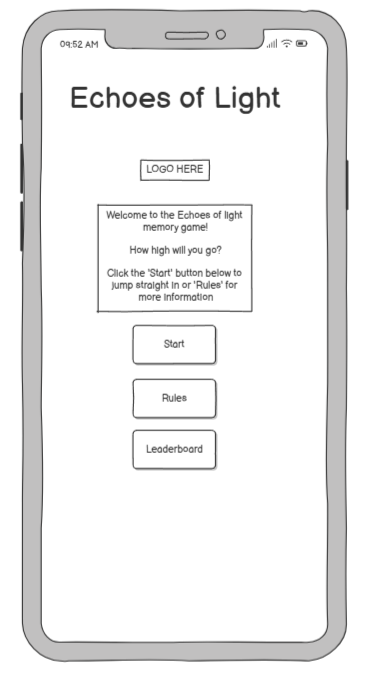 09:52 AM
Echoes of Light
LOGO HERE
Welcome to the Echoes of light
memory game!
How high will you go?
Click the 'Start' button below to
jump straight in or 'Rules' for
more information
Start
Rules
Leaderboard